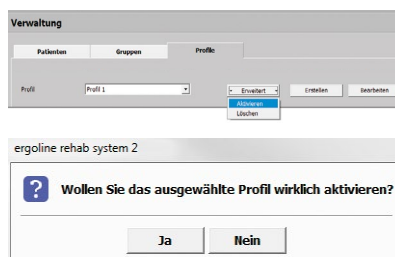 Verwaltung
Patienten Gruppen Profile
Profil Profil 1 - Erweitert - Erstellen Bearbeiten
Aktivieren
Löschen
ergoline rehab system 2
? Wollen Sie das ausgewählte Profil wirklich aktivieren?
Ja Nein